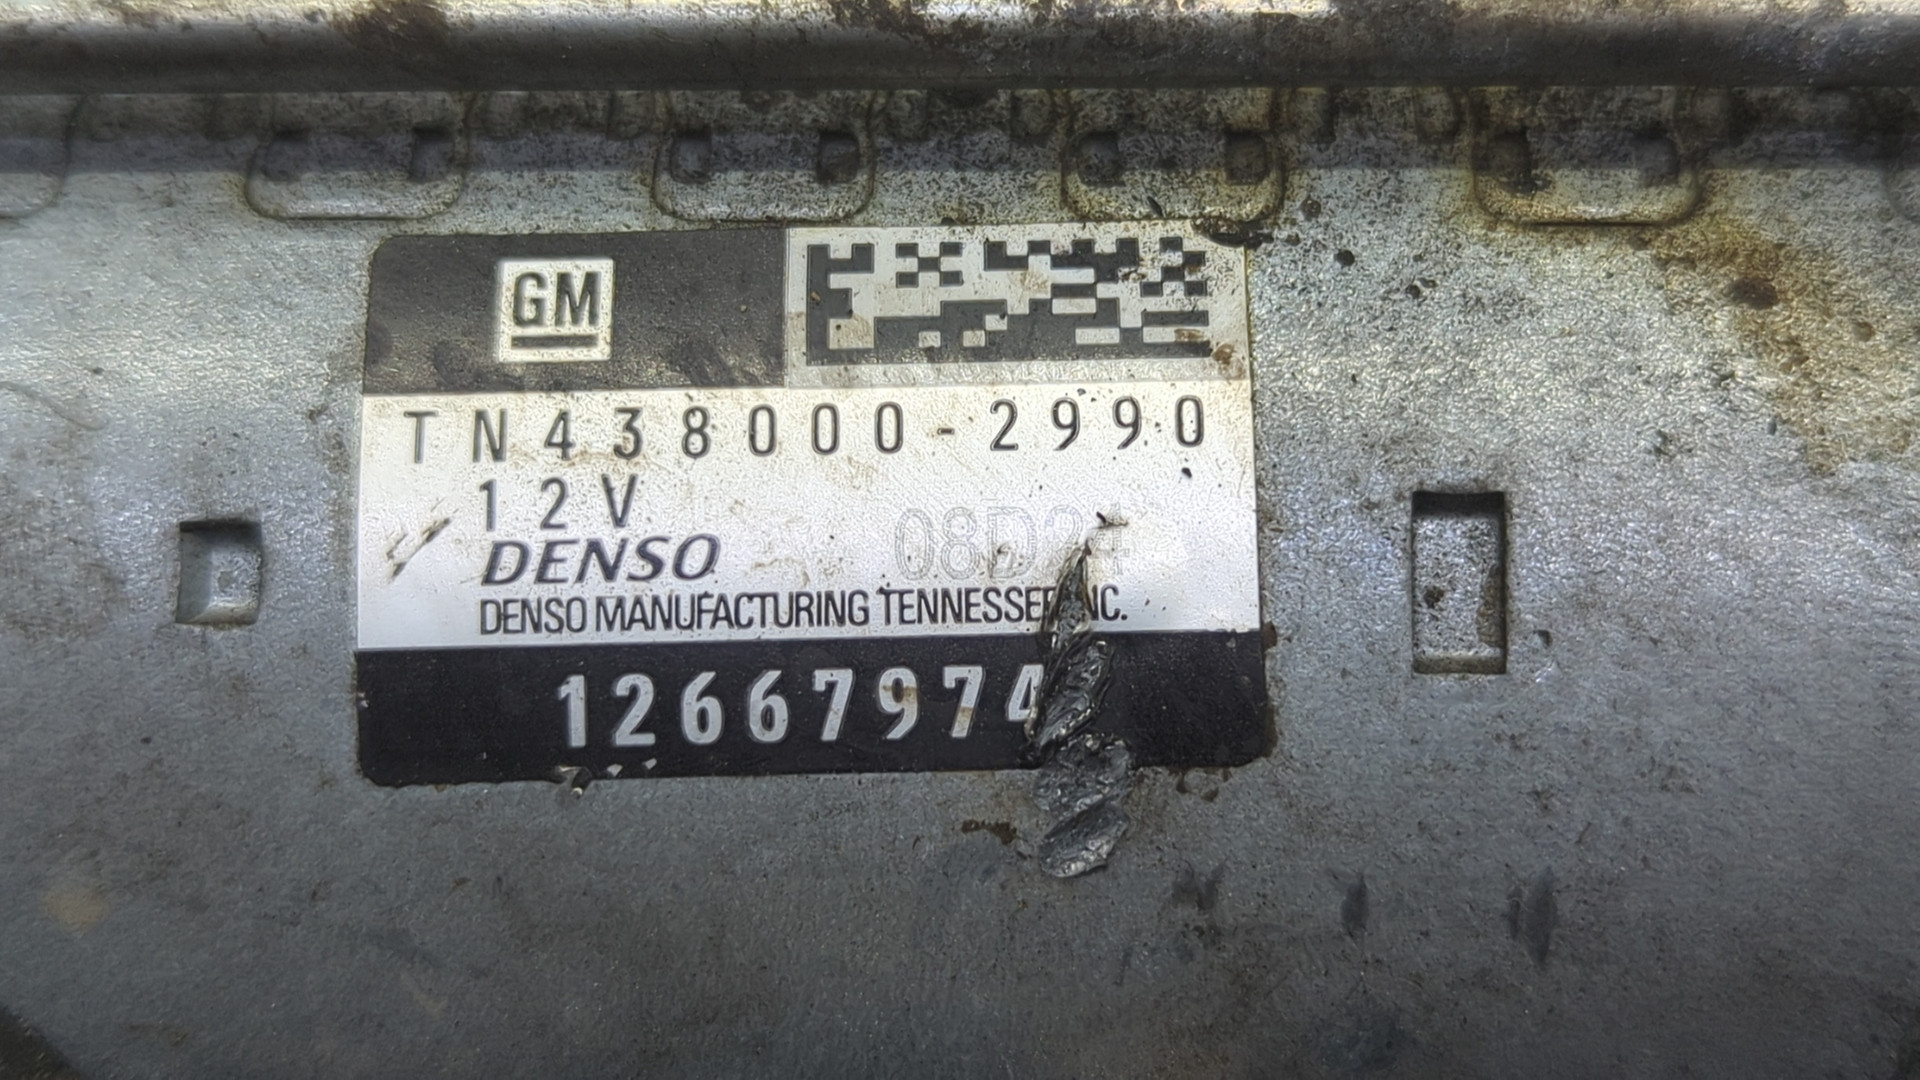 GM
TN438000-2990
12V
DENSO
DENSO MANUFACTURING TENNESSEE INC.
12667974